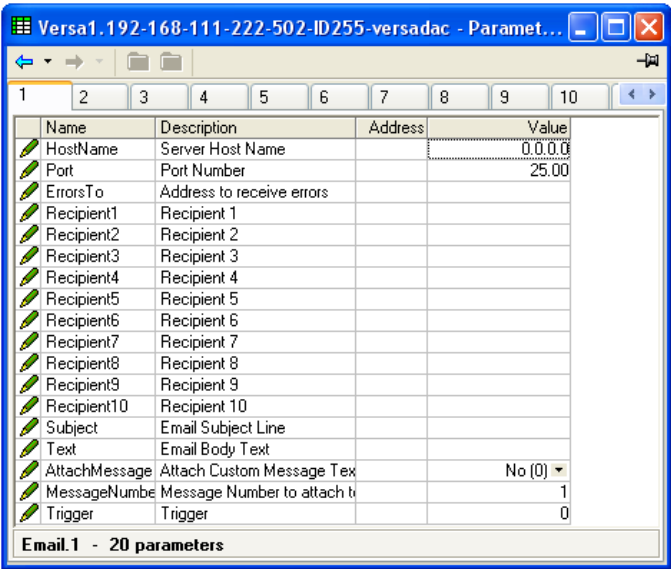 Versa1.192-168-111-222-502-ID255-versadac - Paramet...
1 2 3 4 5 6 7 8 9 10
Name Description Address Value
HostName Server Host Name 0.0.0.0
Port Port Number 25.00
ErrorsTo Address to receive errors
Recipient1 Recipient 1
Recipient2 Recipient 2
Recipient3 Recipient 3
Recipient4 Recipient 4
Recipient5 Recipient 5
Recipient6 Recipient 6
Recipient7 Recipient 7
Recipient8 Recipient 8
Recipient9 Recipient 9
Recipient10 Recipient 10
Subject Email Subject Line
Text Email Body Text
AttachMessage Attach Custom Message Tex No (0)
MessageNumbe Message Number to attach t
Trigger Trigger 0
Email.1 - 20 parameters